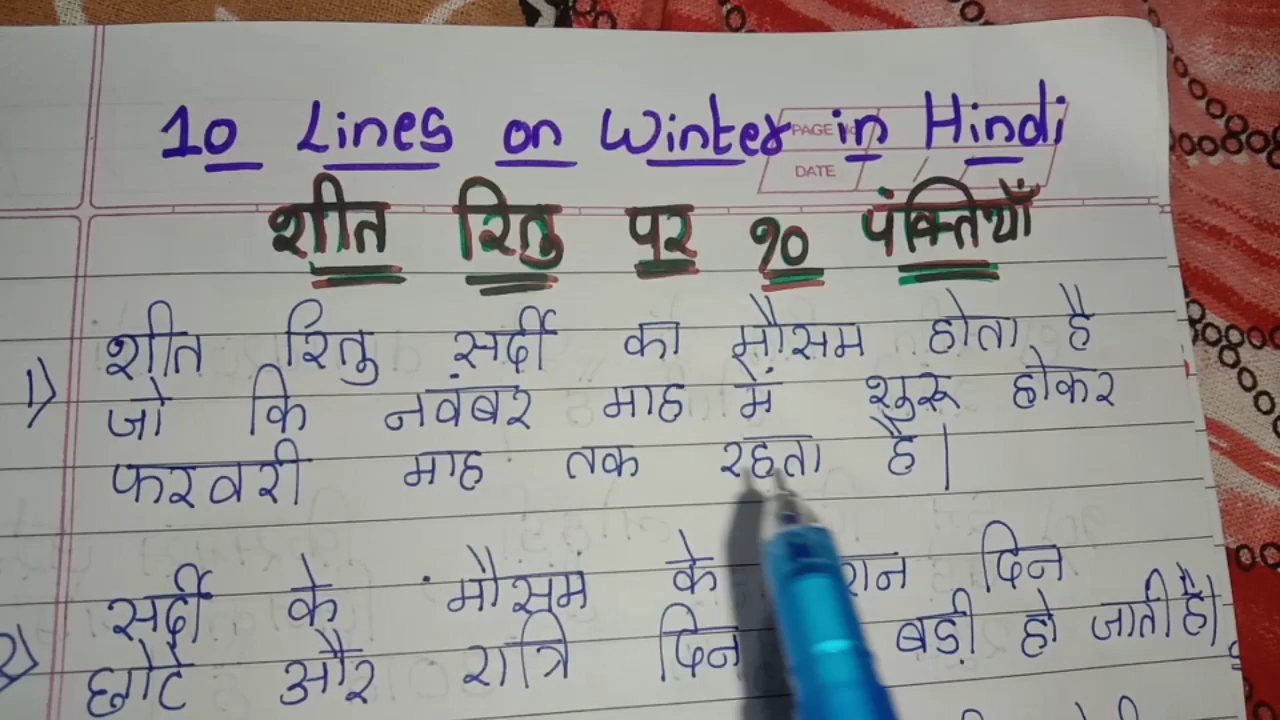 10 Lines on Winter in Hindi
PAGE
DATE
शीत रितु पर १० पंक्तियाँ
1) शीत रितु सर्दी का मौसम होता है
जो कि नवंबर माह में शुरू होकर
फरवरी माह तक रहता है।
२) सर्दी के मौसम के दिन
छोटे और रात्रि दिन बड़ी हो जाती है।